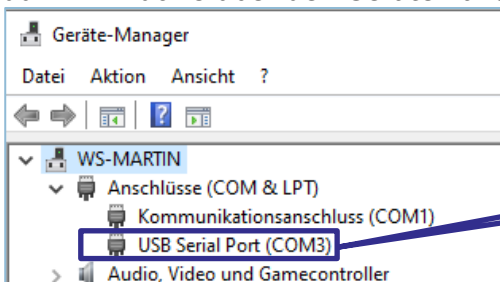 Geräte-Manager
Datei Aktion Ansicht ?
WS-MARTIN
Anschlüsse (COM & LPT)
Kommunikationsanschluss (COM1)
USB Serial Port (COM3)
Audio, Video und Gamecontroller